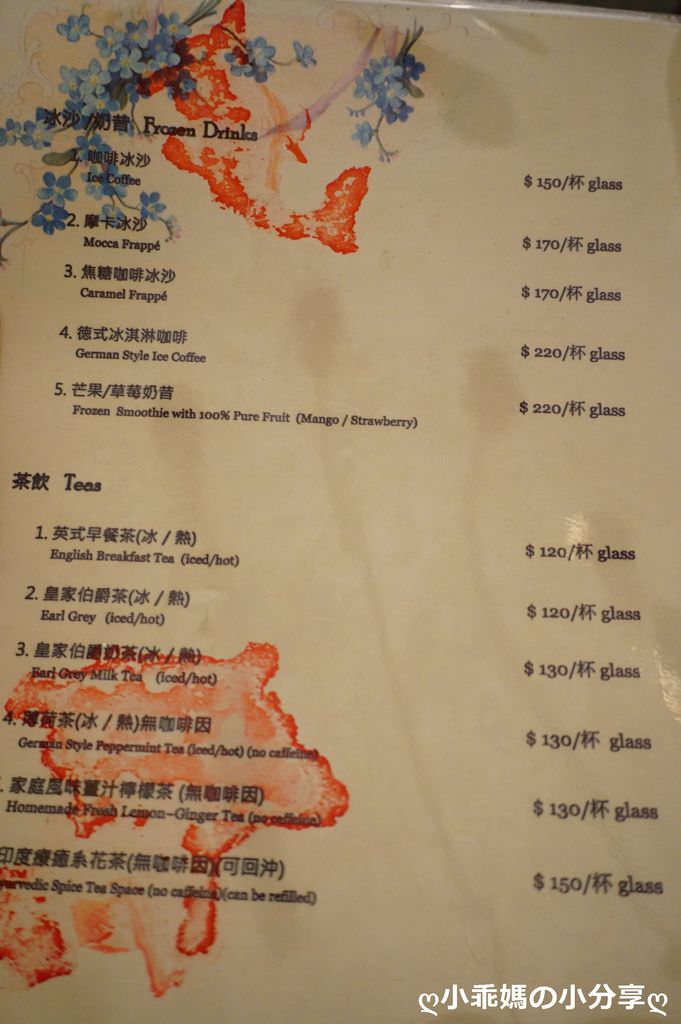 冰沙 /奶昔 Frozen Drinks
1. 咖啡冰沙 $ 150/杯 glass
Ice Coffee
2. 摩卡冰沙 $ 170/杯 glass
Mocca Frappé
3. 焦糖咖啡冰沙 $ 170/杯 glass
Caramel Frappé
4. 德式冰淇淋咖啡 $ 220/杯 glass
German Style Ice Coffee
5. 芒果/草莓奶昔 $ 220/杯 glass
Frozen Smoothie with 100% Pure Fruit (Mango / Strawberry)
茶飲 Teas
1. 英式早餐茶(冰 / 熱) $ 120/杯 glass
English Breakfast Tea (iced/hot)
2. 皇家伯爵茶(冰 / 熱) $ 120/杯 glass
Earl Grey (iced/hot)
3. 皇家伯爵奶茶(冰 / 熱) $ 130/杯 glass
Earl Grey Milk Tea (iced/hot)
4. 薄荷茶(冰 / 熱)無咖啡因 $ 130/杯 glass
German Style Peppermint Tea (iced/hot) (no caffeine)
. 家庭風味薑汁檸檬茶 (無咖啡因) $ 130/杯 glass
Homemade Fresh Lemon-Ginger Tea (no ceffeine)
印度療癒系花茶(無咖啡因)(可回沖) $ 150/杯 glass
yurvedic Spice Tea Space (no caffeine)(can be refilled)
ღ小乖媽の小分享ღ